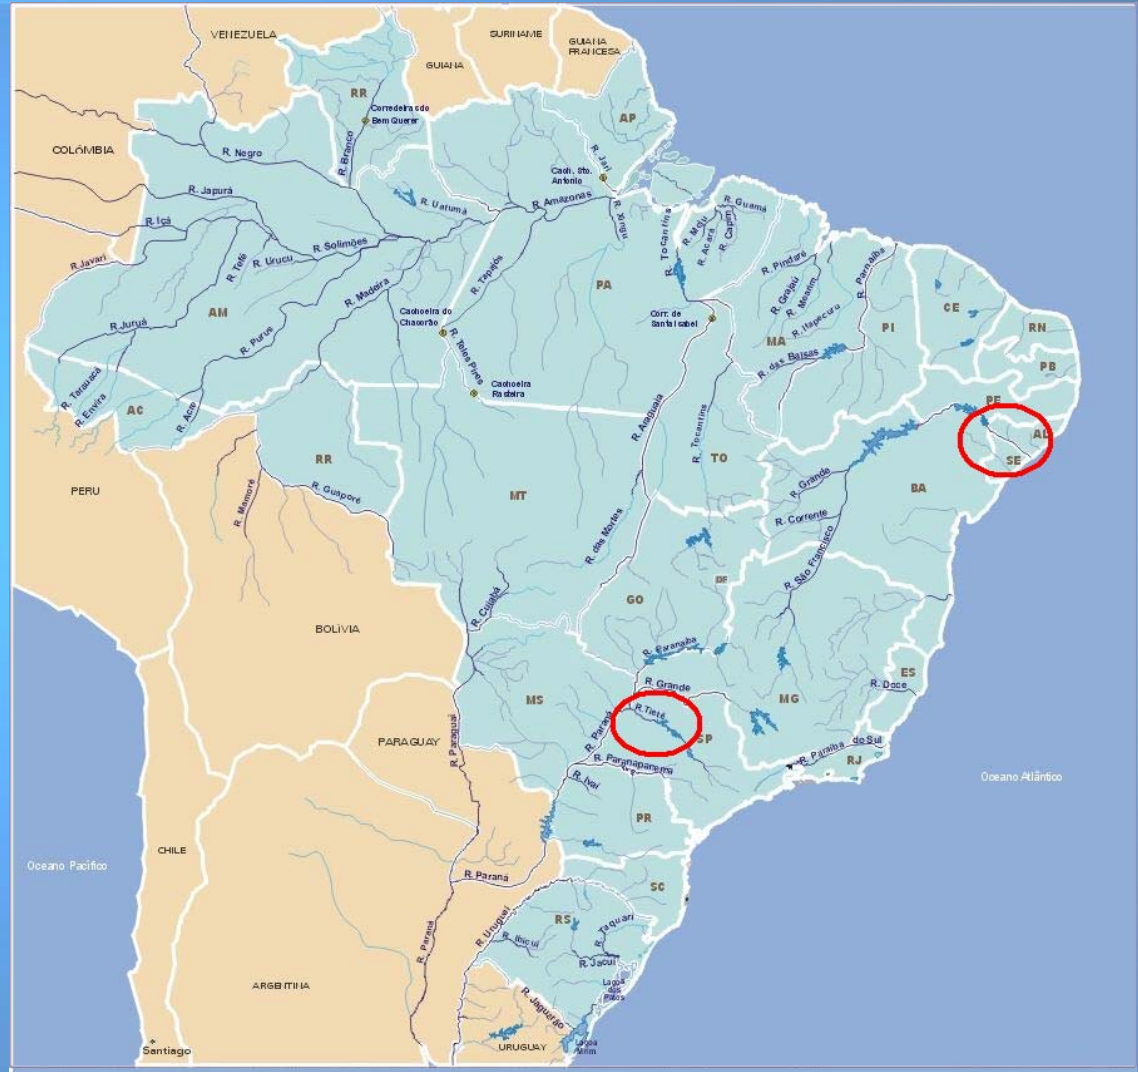 VENEZUELA
SURINAME
GUIANA
FRANCESA
GUIANA
COLÔMBIA
RR
Corredeiras do
Bem Querer
R. Branco
AP
R. Jari
Cach. Sto.
Antonio
R. Negro
R. Japurá
R. Içá
R. Javari
R. Solimões
R. Tefé
R. Urucu
R. Uatumã
R. Amazonas
R. Xingu
R. Tapajós
R. Madeira
R. Tocantins
R. Moju
R. Acará
R. Capim
R. Guamá
R. Pindaré
R. Grajaú
R. Mearim
R. Itapecuru
R. Parnaíba
PA
AM
R. Juruá
R. Purus
Cachoeira do
Chacorão
R. Teles Pires
Cachoeira
Rasteira
Corr. de
Santa Isabel
MA
R. das Balsas
PI
CE
RN
PB
PE
AL
SE
R. Tarauacá
R. Envira
AC
R. Acre
RR
R. Guaporé
R. Mamoré
PERU
MT
R. Araguaia
R. Tocantins
TO
R. das Mortes
BA
R. Grande
R. Corrente
R. São Francisco
DF
GO
R. Cuiabá
BOLÍVIA
R. Paranaiba
R. Grande
MS
R. Tietê
SP
R. Paraná
R. Paranapanema
R. Ivaí
MG
ES
R. Doce
R. Paraíba do Sul
RJ
PARAGUAY
R. Paraguai
Oceano Atlântico
Oceano Pacífico
CHILE
PR
SC
R. Paraná
R. Paraná
R. Uruguai
RS
R. Ibicuí
R. Taquari
R. Jacuí
Lagoa
dos
Patos
R. Jaguarão
Lagoa
Mirim
ARGENTINA
URUGUAY
Santiago